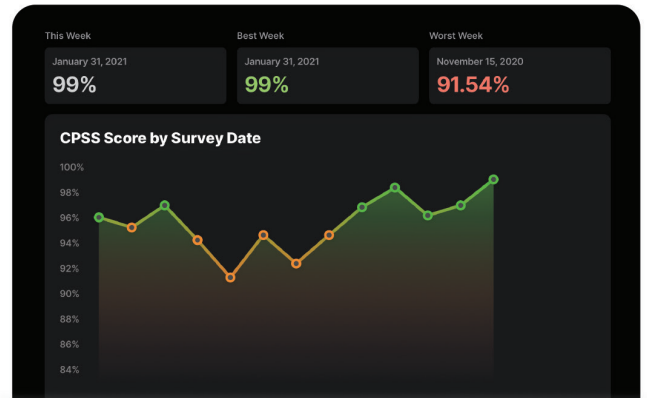 This Week
Best Week
Worst Week
January 31, 2021
January 31, 2021
November 15, 2020
99%
99%
91.54%
CPSS Score by Survey Date
100%
98%
96%
94%
92%
90%
88%
86%
84%